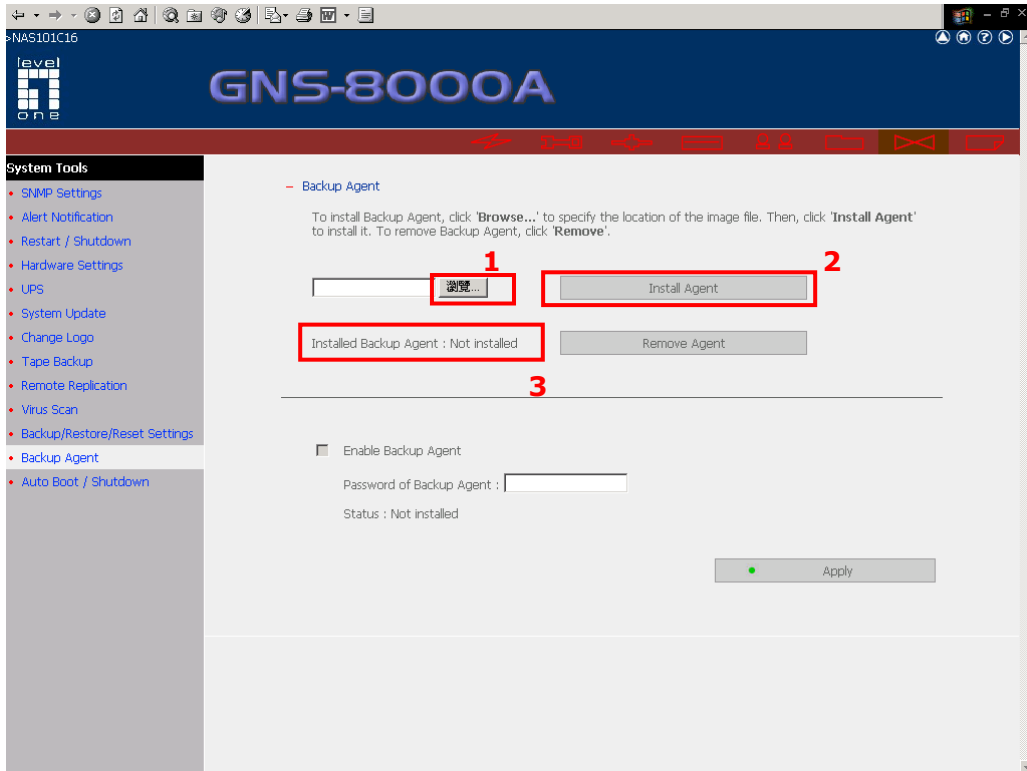 >NAS101C16
level
one
GNS-8000A
System Tools
SNMP Settings
Alert Notification
Restart / Shutdown
Hardware Settings
UPS
System Update
Change Logo
Tape Backup
Remote Replication
Virus Scan
Backup/Restore/Reset Settings
Backup Agent
Auto Boot / Shutdown
– Backup Agent
To install Backup Agent, click 'Browse...' to specify the location of the image file. Then, click 'Install Agent'
to install it. To remove Backup Agent, click 'Remove'.
1
2
瀏覽...
Install Agent
Installed Backup Agent : Not installed
Remove Agent
3
Enable Backup Agent
Password of Backup Agent :
Status : Not installed
Apply